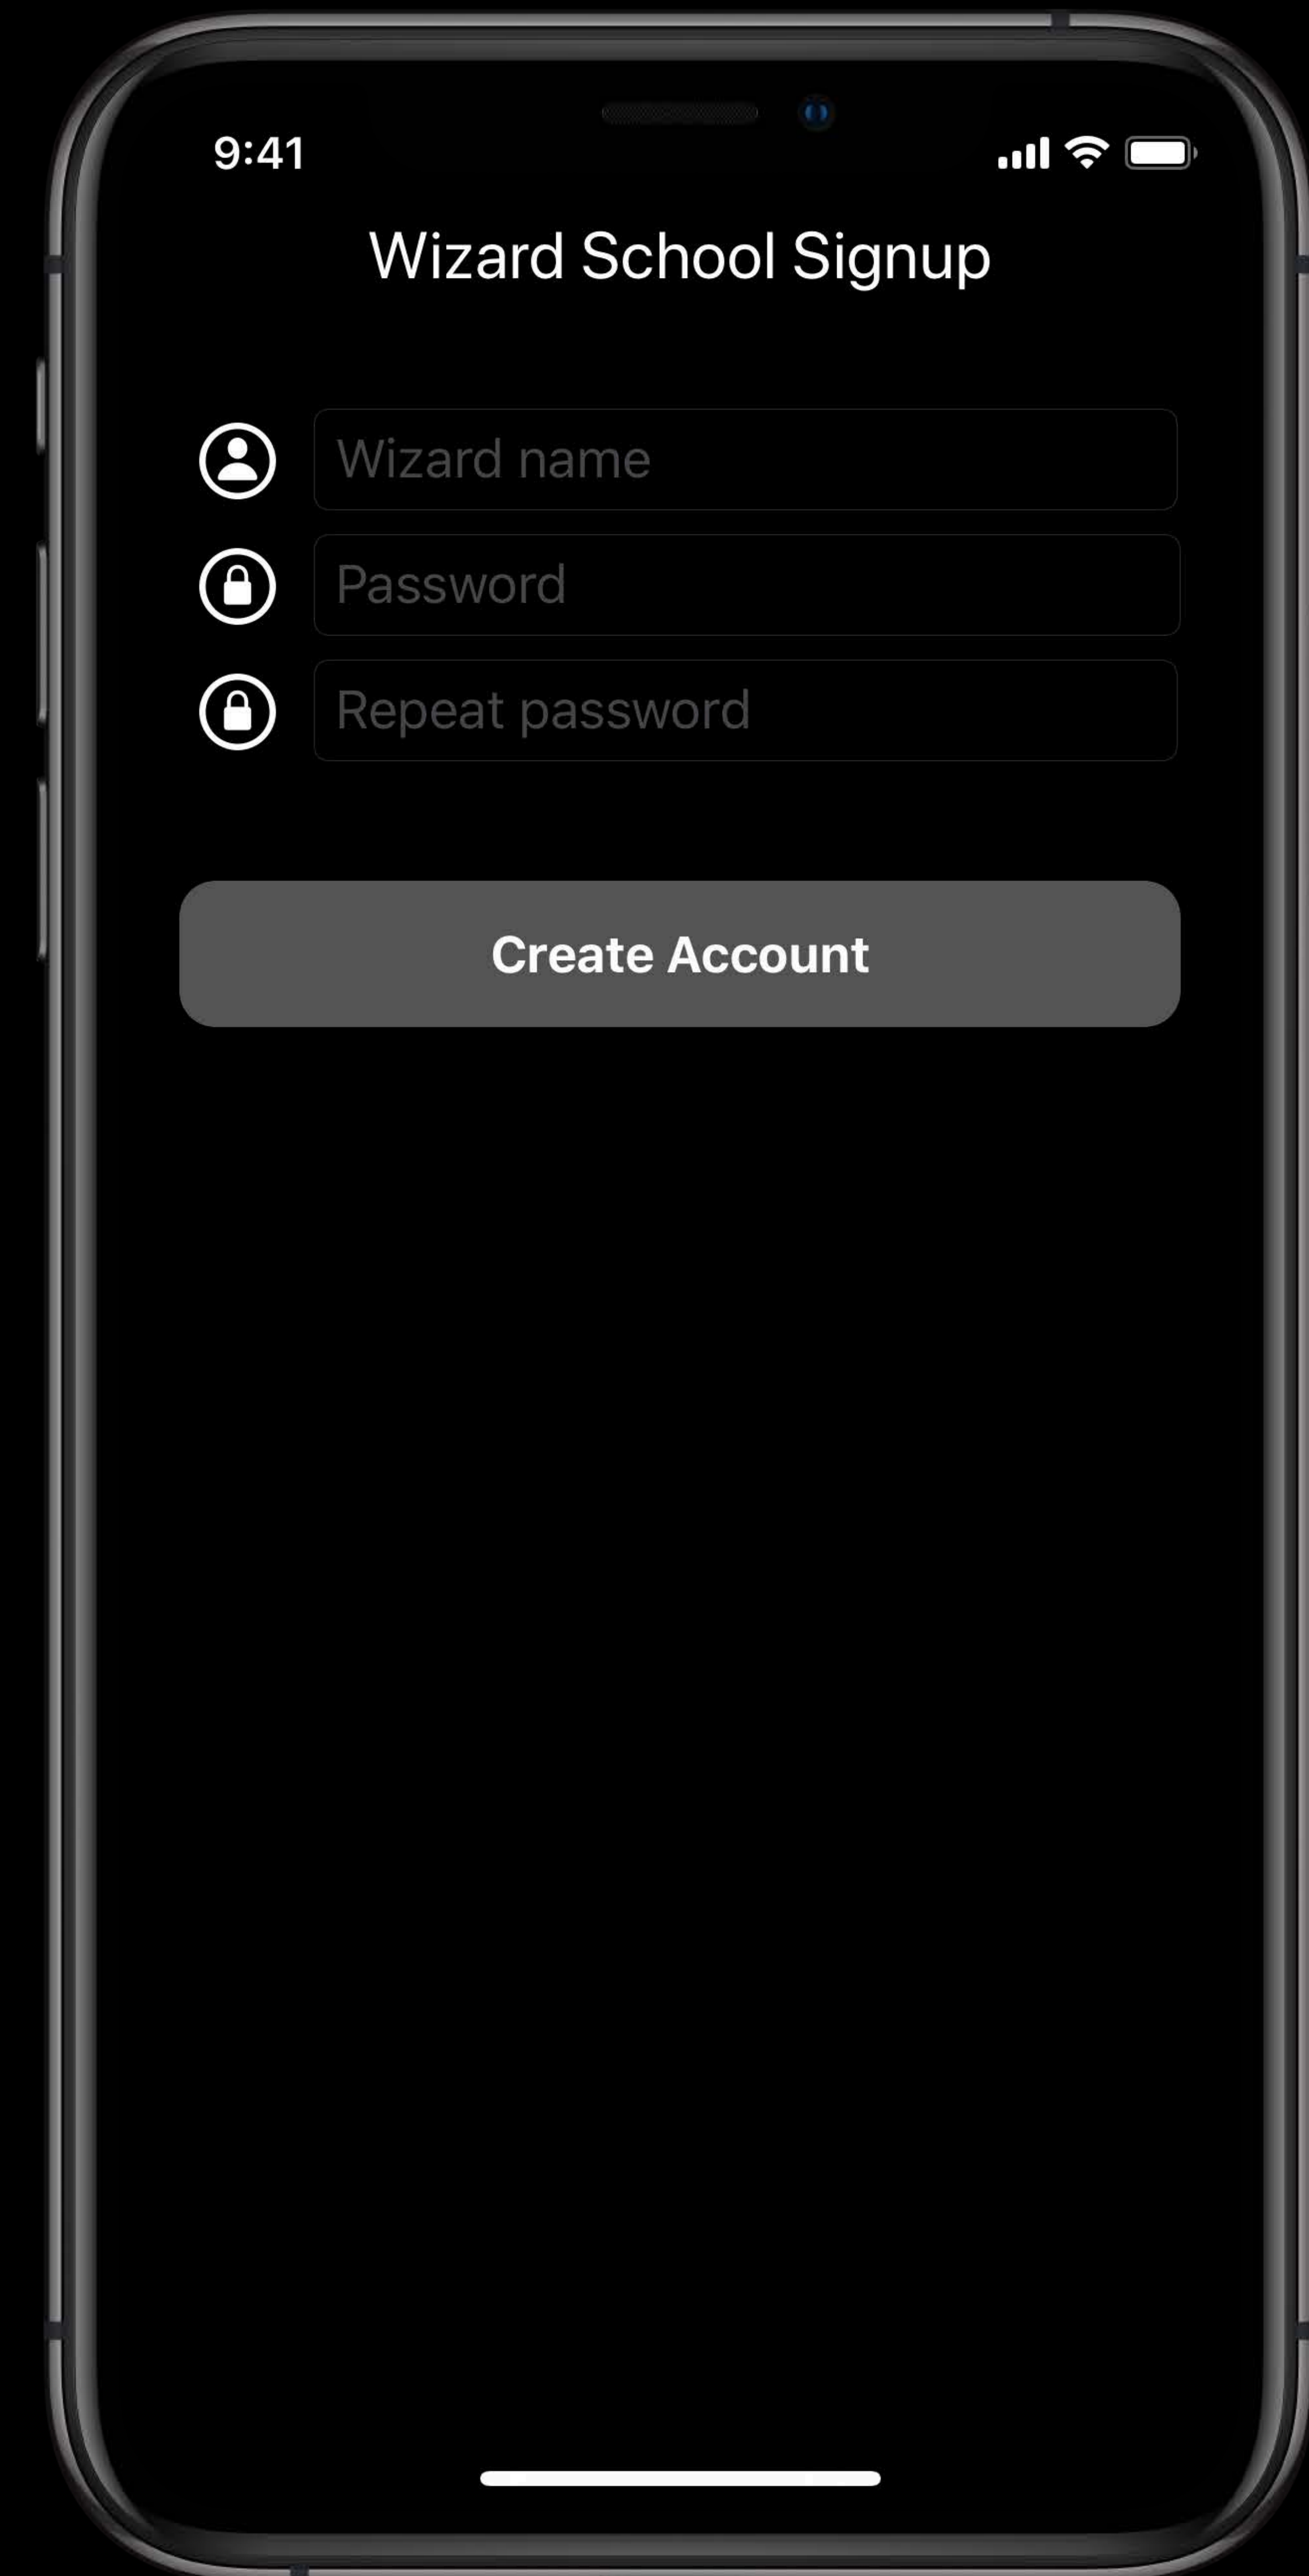 9:41
Wizard School Signup
Wizard name
Password
Repeat password
Create Account